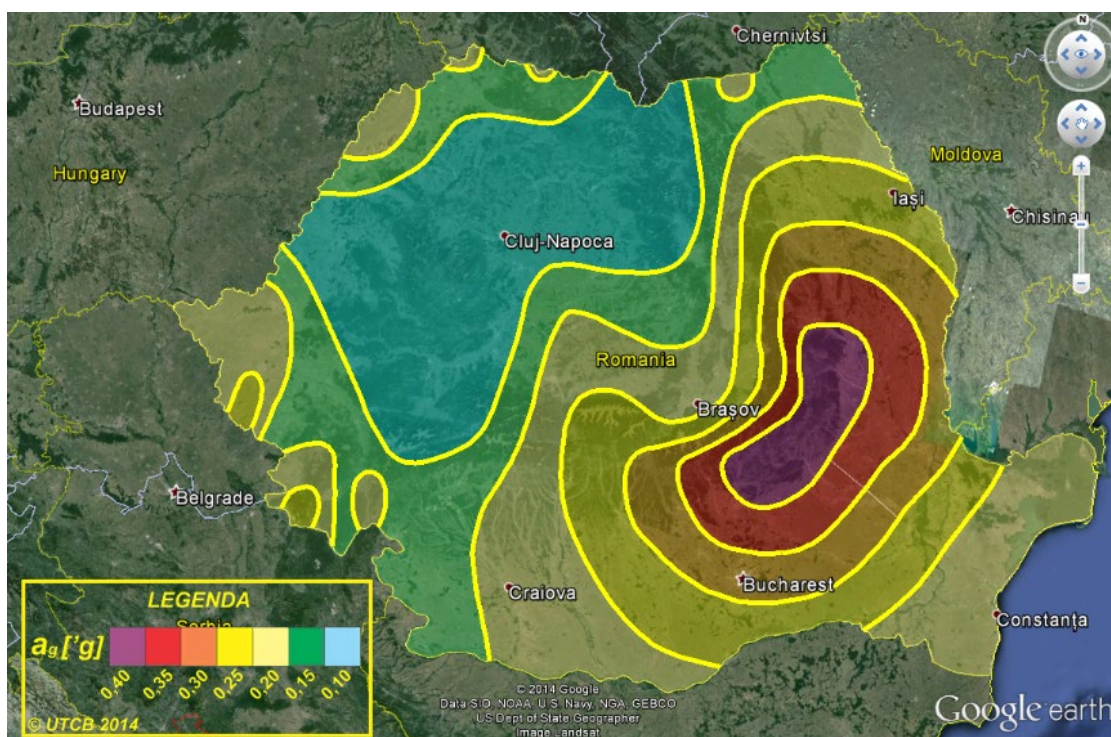 N
Chernivtsi
Budapest
Hungary
Moldova
Iași
Chisinau
Cluj-Napoca
Romania
Brașov
Belgrade
Craiova
Bucharest
Constanța
LEGENDA
Serbia
ag ['g]
0,40
0,35
0,30
0,25
0,20
0,15
0,10
© UTCB 2014
© 2014 Google
Data SIO, NOAA, U.S. Navy, NGA, GEBCO
US Dept of State Geographer
Image Landsat
Google earth